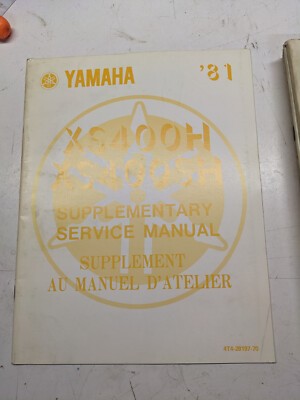 YAMAHA '81
XS400H
XS400SH
SUPPLEMENTARY
SERVICE MANUAL
SUPPLEMENT
AU MANUEL D'ATELIER